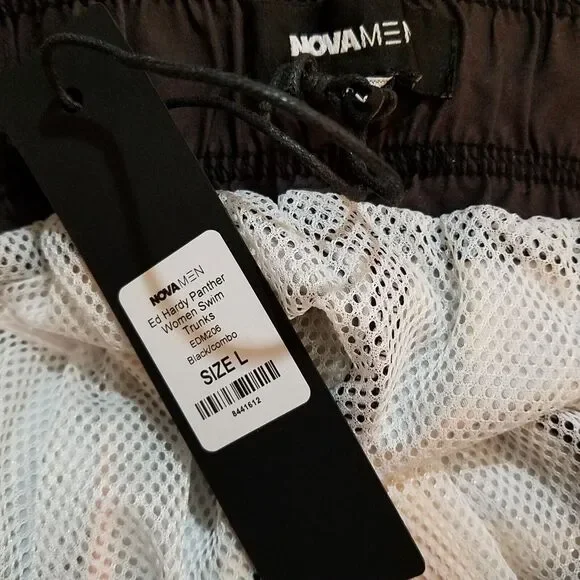 NOVAMEN
NOVAMEN
Ed Hardy Panther
Women Swim
Trunks
EDM206
Black/combo
SIZE L
8441612